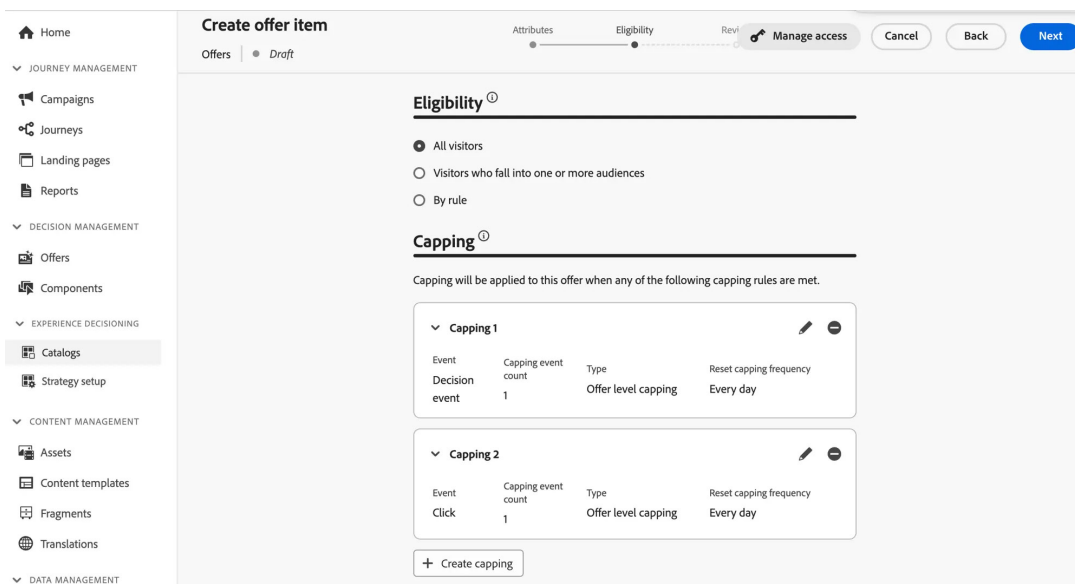 Home
JOURNEY MANAGEMENT
Campaigns
Journeys
Landing pages
Reports
DECISION MANAGEMENT
Offers
Components
EXPERIENCE DECISIONING
Catalogs
Strategy setup
CONTENT MANAGEMENT
Assets
Content templates
Fragments
Translations
DATA MANAGEMENT
Create offer item
Offers
Draft
Attributes
Eligibility
Manage access
Cancel
Back
Next
Eligibility
All visitors
Visitors who fall into one or more audiences
By rule
Capping
Capping will be applied to this offer when any of the following capping rules are met.
Capping 1
Event
Decision
event
Capping event
count
1
Type
Offer level capping
Reset capping frequency
Every day
Capping 2
Event
Click
Capping event
count
1
Type
Offer level capping
Reset capping frequency
Every day
+ Create capping